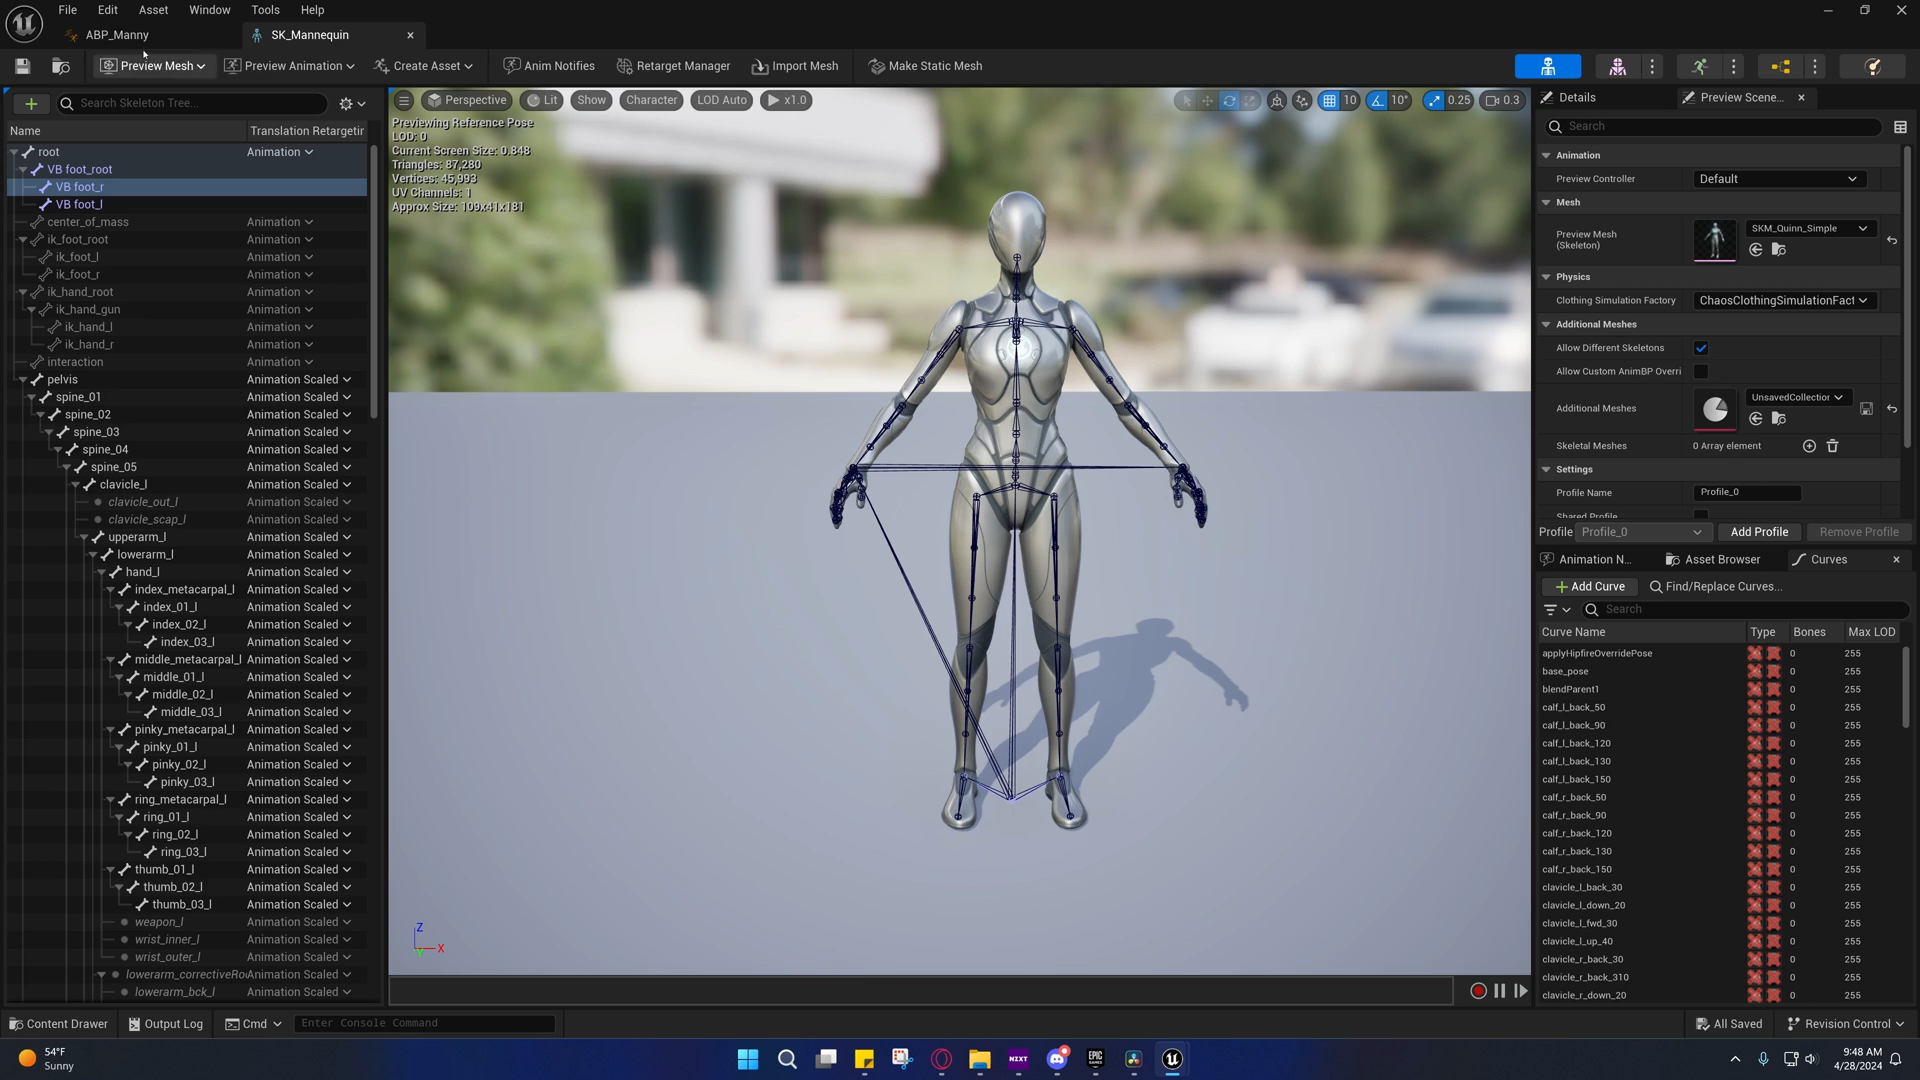 File Edit Asset Window Tools Help
ABP_Manny
SK_Mannequin
Preview Mesh
Preview Animation
Create Asset
Anim Notifies
Retarget Manager
Import Mesh
Make Static Mesh
Search Skeleton Tree...
Name Translation Retargetin
root Animation
VB foot_root
VB foot_r
VB foot_l
center_of_mass Animation
ik_foot_root Animation
ik_foot_l Animation
ik_foot_r Animation
ik_hand_root Animation
ik_hand_gun Animation
ik_hand_l Animation
ik_hand_r Animation
interaction Animation
pelvis Animation Scaled
spine_01 Animation Scaled
spine_02 Animation Scaled
spine_03 Animation Scaled
spine_04 Animation Scaled
spine_05 Animation Scaled
clavicle_l Animation Scaled
clavicle_out_l Animation Scaled
clavicle_scap_l Animation Scaled
upperarm_l Animation Scaled
lowerarm_l Animation Scaled
hand_l Animation Scaled
index_metacarpal_l Animation Scaled
index_01_l Animation Scaled
index_02_l Animation Scaled
index_03_l Animation Scaled
middle_metacarpal_l Animation Scaled
middle_01_l Animation Scaled
middle_02_l Animation Scaled
middle_03_l Animation Scaled
pinky_metacarpal_l Animation Scaled
pinky_01_l Animation Scaled
pinky_02_l Animation Scaled
pinky_03_l Animation Scaled
ring_metacarpal_l Animation Scaled
ring_01_l Animation Scaled
ring_02_l Animation Scaled
ring_03_l Animation Scaled
thumb_01_l Animation Scaled
thumb_02_l Animation Scaled
thumb_03_l Animation Scaled
weapon_l Animation Scaled
wrist_inner_l Animation Scaled
wrist_outer_l Animation Scaled
lowerarm_correctiveRo Animation Scaled
lowerarm_bck_l Animation Scaled
Perspective Lit Show Character LOD Auto x1.0
10 10° 0.25 0.3
Previewing Reference Pose
LOD: 0
Current Screen Size: 0.848
Triangles: 87,280
Vertices: 45,993
UV Channels: 1
Approx Size: 109x41x181
Z
X
Y
Details
Preview Scene...
Search
Animation
Preview Controller Default
Mesh
Preview Mesh
(Skeleton)
SKM_Quinn_Simple
Physics
Clothing Simulation Factory ChaosClothingSimulationFact
Additional Meshes
Allow Different Skeletons
Allow Custom AnimBP Overri
Additional Meshes
UnsavedCollection
Skeletal Meshes 0 Array element
Settings
Profile Name Profile_0
Shared Profile
Profile Profile_0 Add Profile Remove Profile
Animation N... Asset Browser Curves
Add Curve Find/Replace Curves...
Search
Curve Name Type Bones Max LOD
applyHipfireOverridePose 0 255
base_pose 0 255
blendParent1 0 255
calf_l_back_50 0 255
calf_l_back_90 0 255
calf_l_back_120 0 255
calf_l_back_130 0 255
calf_l_back_150 0 255
calf_r_back_50 0 255
calf_r_back_90 0 255
calf_r_back_120 0 255
calf_r_back_130 0 255
calf_r_back_150 0 255
clavicle_l_back_30 0 255
clavicle_l_down_20 0 255
clavicle_l_fwd_30 0 255
clavicle_l_up_40 0 255
clavicle_r_back_30 0 255
clavicle_r_back_310 0 255
clavicle_r_down_20 0 255
Content Drawer
Output Log
Cmd
Enter Console Command
All Saved
Revision Control
54°F
Sunny
NZXT
EPIC
GAMES
9:48 AM
4/28/2024